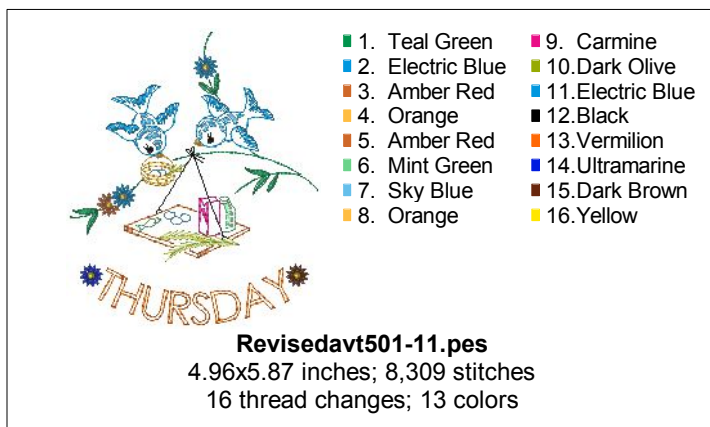 1. Teal Green
2. Electric Blue
3. Amber Red
4. Orange
5. Amber Red
6. Mint Green
7. Sky Blue
8. Orange
9. Carmine
10.Dark Olive
11.Electric Blue
12.Black
13.Vermilion
14.Ultramarine
15.Dark Brown
16.Yellow
THURSDAY
Revisedavt501-11.pes
4.96x5.87 inches; 8,309 stitches
16 thread changes; 13 colors